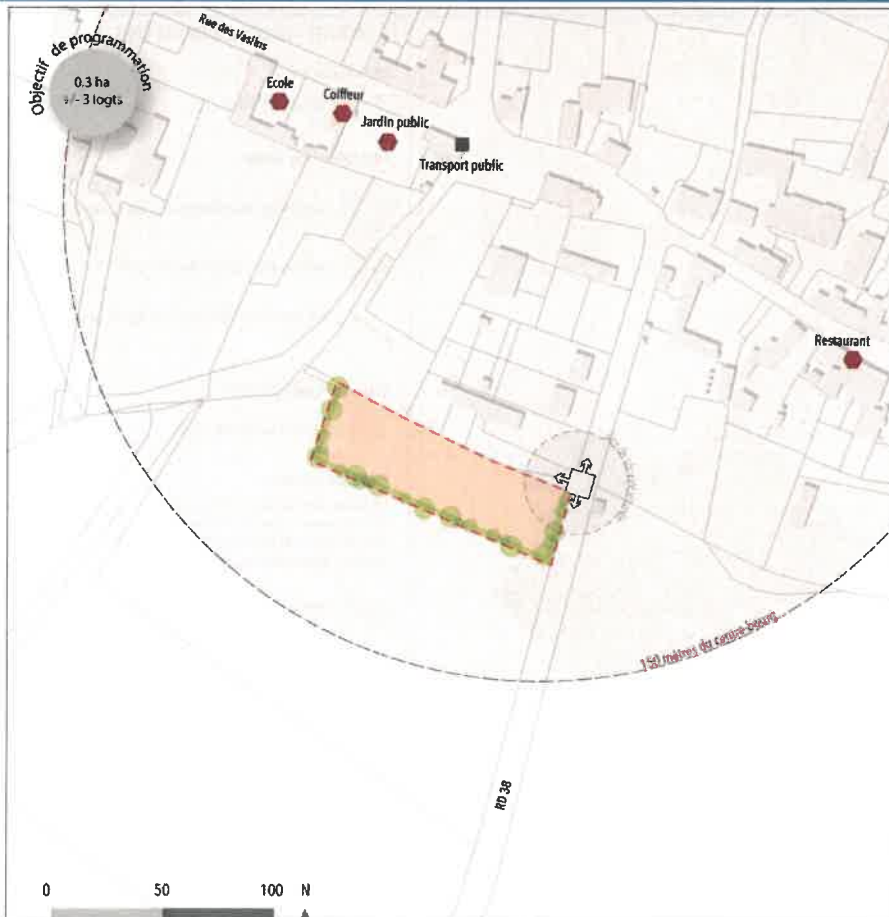 Rue des Vaslins
Objectif de programmation
0.3 ha
+/- 3 logts
Ecole
Coiffeur
Jardin public
Transport public
Restaurant
150 mètres du centre-bourg
RD 38
0 50 100 N